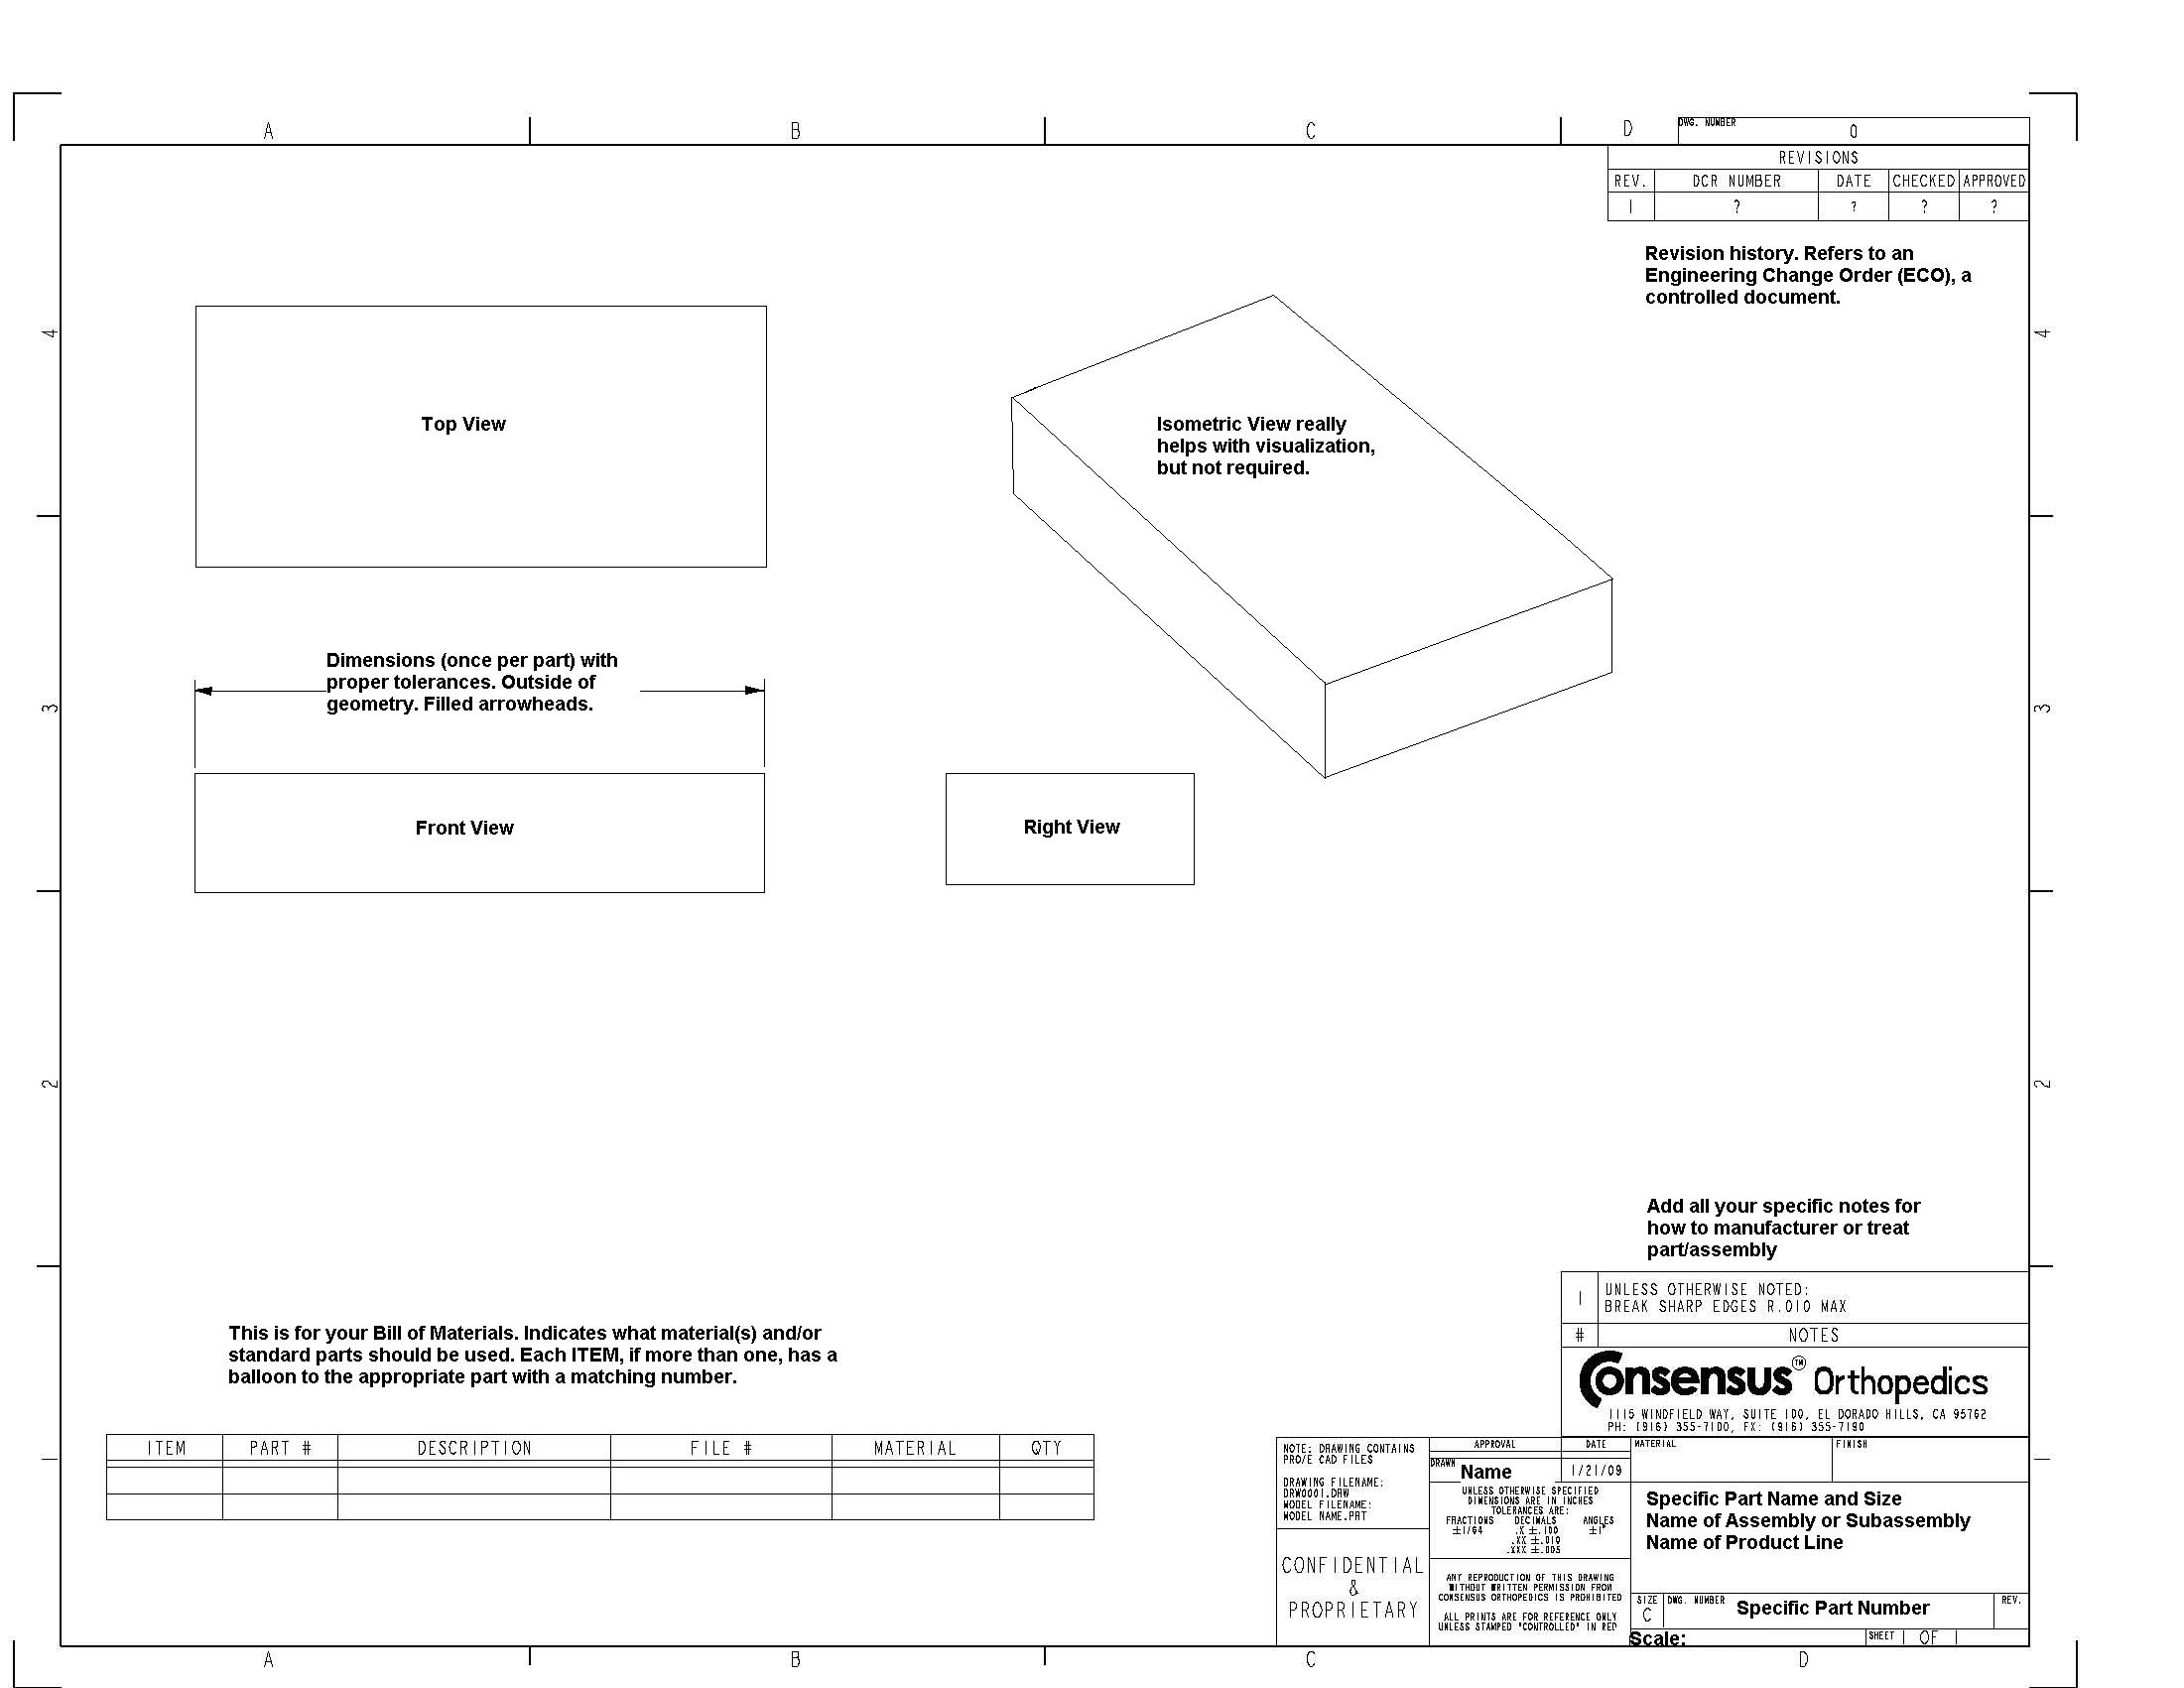 A B C D
DWG. NUMBER 0
REVISIONS
REV. DCR NUMBER DATE CHECKED APPROVED
1 ? ? ? ?
Revision history. Refers to an
Engineering Change Order (ECO), a
controlled document.
4 4
Top View
Isometric View really
helps with visualization,
but not required.
Dimensions (once per part) with
proper tolerances. Outside of
geometry. Filled arrowheads.
3 3
Front View
Right View
2 2
Add all your specific notes for
how to manufacturer or treat
part/assembly
1 UNLESS OTHERWISE NOTED:
BREAK SHARP EDGES R.010 MAX
# NOTES
This is for your Bill of Materials. Indicates what material(s) and/or
standard parts should be used. Each ITEM, if more than one, has a
balloon to the appropriate part with a matching number.
ITEM PART # DESCRIPTION FILE # MATERIAL QTY
Consensus TM Orthopedics
1115 WINDFIELD WAY, SUITE 100, EL DORADO HILLS, CA 95762
PH: (916) 355-7100, FX: (916) 355-7190
NOTE: DRAWING CONTAINS
PRO/E CAD FILES
DRAWING FILENAME:
DRW0001.DRW
MODEL FILENAME:
MODEL NAME.PRT
CONFIDENTIAL
&
PROPRIETARY
APPROVAL DATE
DRAWN Name 1/21/09
UNLESS OTHERWISE SPECIFIED
DIMENSIONS ARE IN INCHES
TOLERANCES ARE:
FRACTIONS DECIMALS ANGLES
±1/64 .X ±.100 ±1°
.XX ±.010
.XXX ±.005
ANY REPRODUCTION OF THIS DRAWING
WITHOUT WRITTEN PERMISSION FROM
CONSENSUS ORTHOPEDICS IS PROHIBITED
ALL PRINTS ARE FOR REFERENCE ONLY
UNLESS STAMPED "CONTROLLED" IN RED
MATERIAL FINISH
Specific Part Name and Size
Name of Assembly or Subassembly
Name of Product Line
SIZE DWG. NUMBER REV.
C Specific Part Number
Scale: SHEET 1 OF 1
A B C D